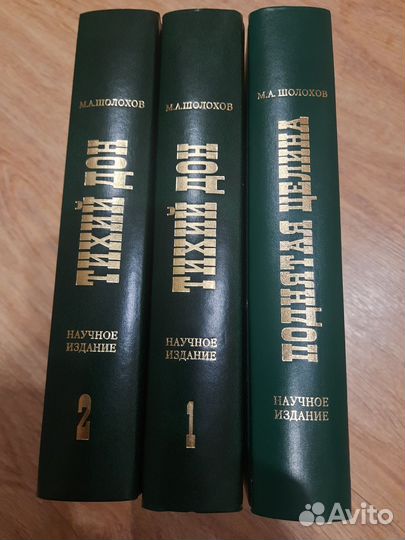 М.А.ШОЛОХОВ
ТИХИЙ ДОН
НАУЧНОЕ
ИЗДАНИЕ
2
М.А.ШОЛОХОВ
ТИХИЙ ДОН
НАУЧНОЕ
ИЗДАНИЕ
1
М.А.ШОЛОХОВ
ПОДНЯТАЯ ЦЕЛИНА
НАУЧНОЕ
ИЗДАНИЕ
Avito